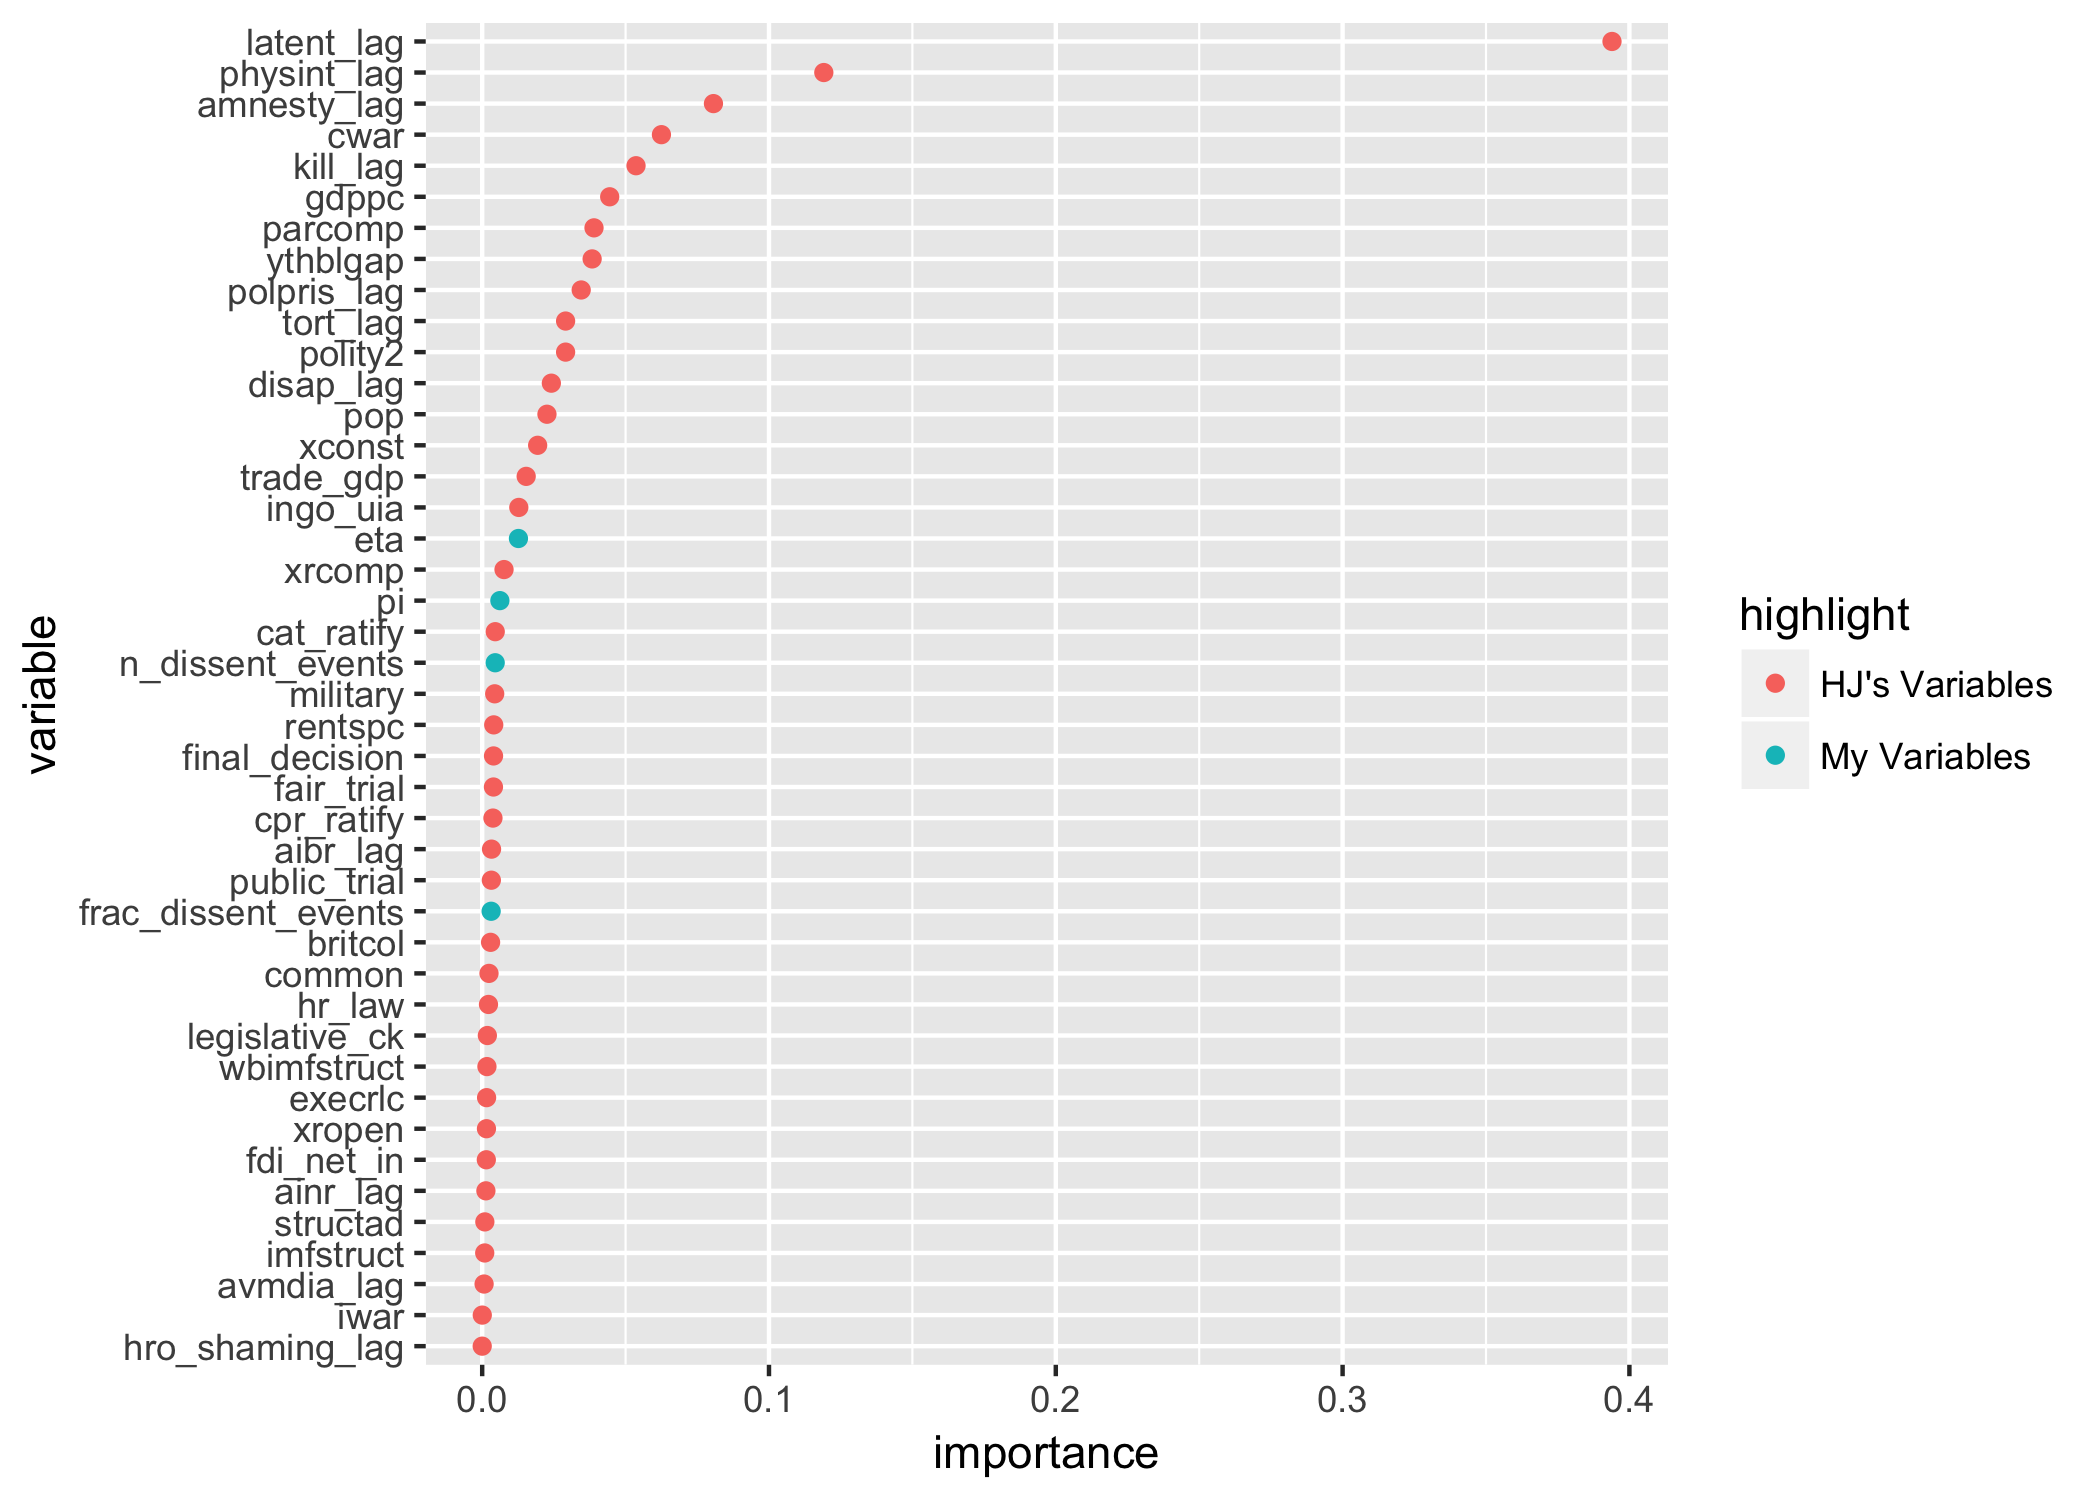 latent_lag
physint_lag
amnesty_lag
cwar
kill_lag
gdppc
parcomp
ythblgap
polpris_lag
tort_lag
polity2
disap_lag
pop
xconst
trade_gdp
ingo_uia
eta
xrcomp
pi
cat_ratify
n_dissent_events
military
rentspc
final_decision
fair_trial
cpr_ratify
aibr_lag
public_trial
frac_dissent_events
britcol
common
hr_law
legislative_ck
wbimfstruct
execrlc
xropen
fdi_net_in
ainr_lag
structad
imfstruct
avmdia_lag
iwar
hro_shaming_lag
variable
0.0 0.1 0.2 0.3 0.4
importance
highlight
HJ's Variables
My Variables